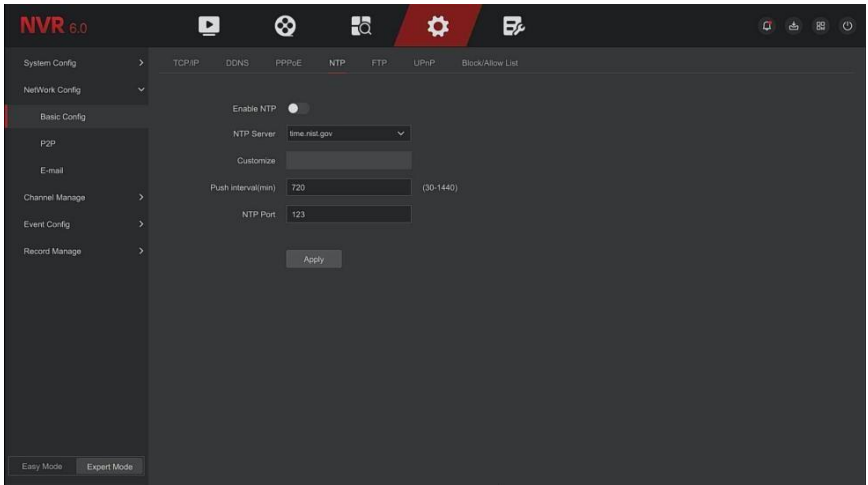 NVR 6.0
System Config
NetWork Config
Basic Config
P2P
E-mail
Channel Manage
Event Config
Record Manage
Easy Mode Expert Mode
TCP/IP DDNS PPPoE NTP FTP UPnP Block/Allow List
Enable NTP
NTP Server time.nist.gov
Customize
Push interval(min) 720 (30-1440)
NTP Port 123
Apply